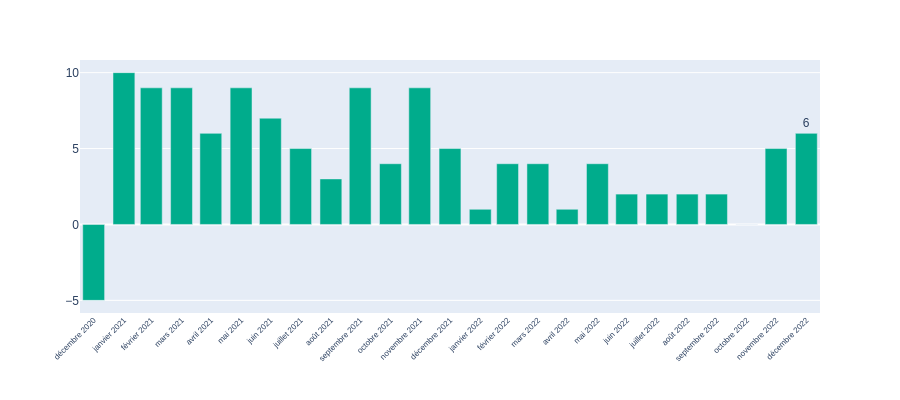 10
5
0
−5
6
décembre 2020
janvier 2021
février 2021
mars 2021
avril 2021
mai 2021
juin 2021
juillet 2021
août 2021
septembre 2021
octobre 2021
novembre 2021
décembre 2021
janvier 2022
février 2022
mars 2022
avril 2022
mai 2022
juin 2022
juillet 2022
août 2022
septembre 2022
octobre 2022
novembre 2022
décembre 2022